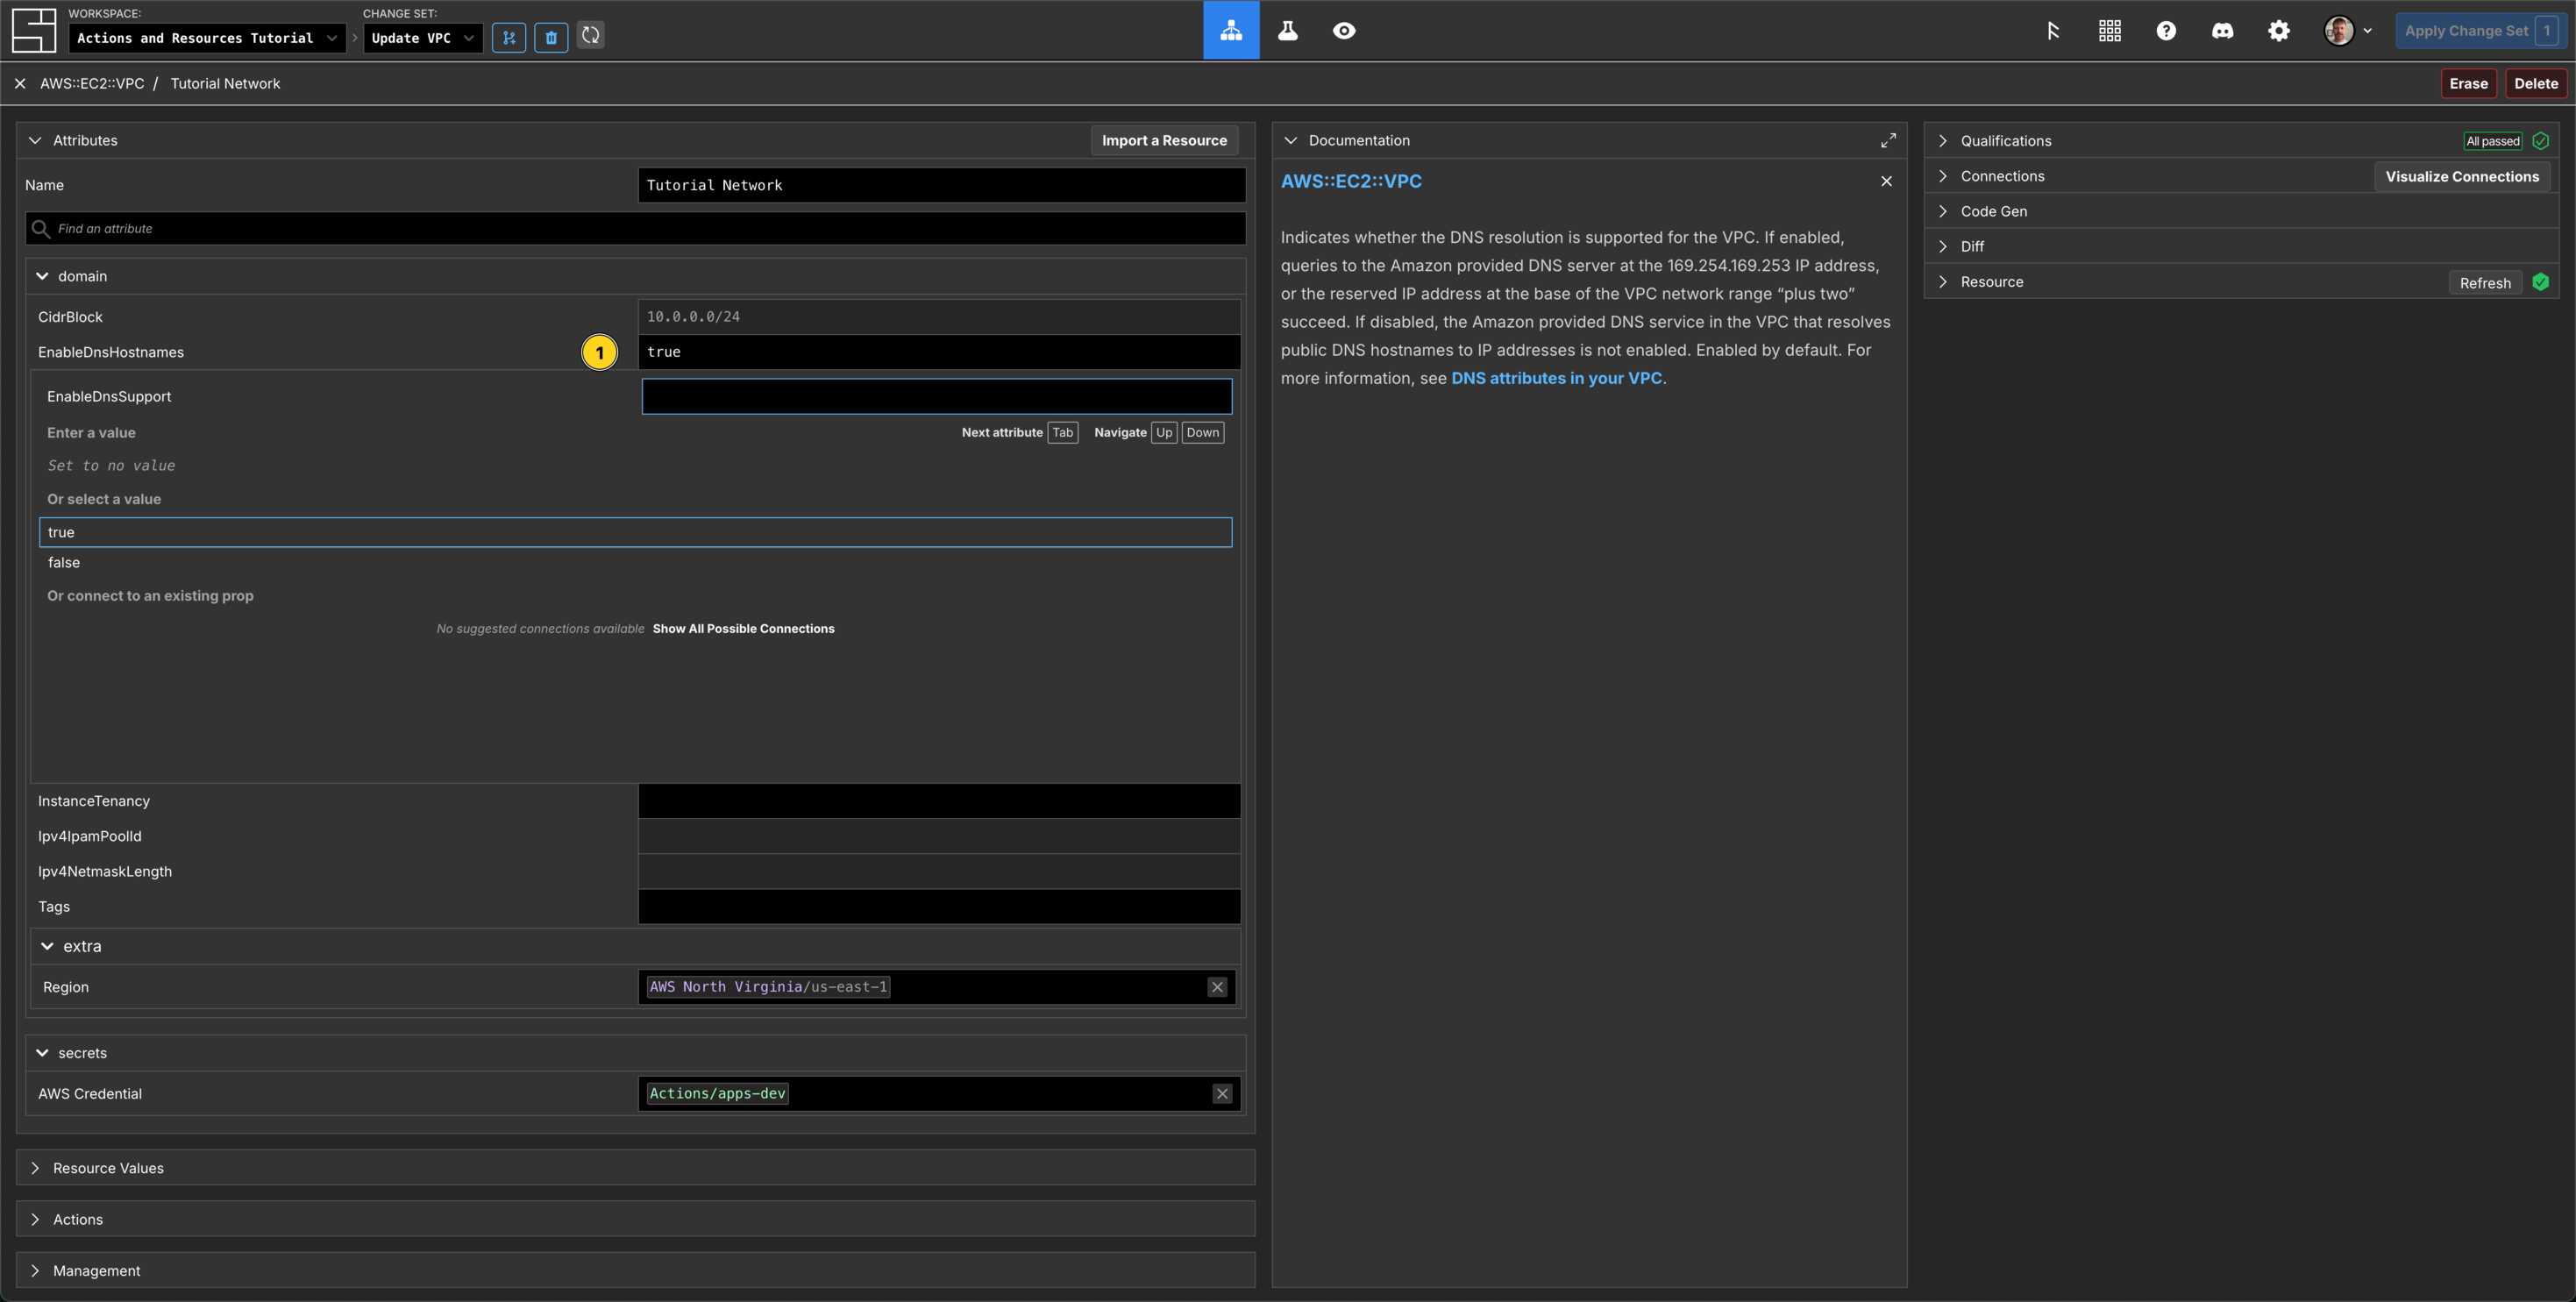 WORKSPACE:
Actions and Resources Tutorial
CHANGE SET:
Update VPC
Apply Change Set 1
AWS::EC2::VPC / Tutorial Network
Erase
Delete
Attributes
Import a Resource
Name
Tutorial Network
Find an attribute
domain
CidrBlock
10.0.0.0/24
EnableDnsHostnames
1
true
EnableDnsSupport
Enter a value
Next attribute Tab Navigate Up Down
Set to no value
Or select a value
true
false
Or connect to an existing prop
No suggested connections available Show All Possible Connections
InstanceTenancy
Ipv4IpamPoolId
Ipv4NetmaskLength
Tags
extra
Region
AWS North Virginia/us-east-1
secrets
AWS Credential
Actions/apps-dev
Resource Values
Actions
Management
Documentation
AWS::EC2::VPC
Indicates whether the DNS resolution is supported for the VPC. If enabled,
queries to the Amazon provided DNS server at the 169.254.169.253 IP address,
or the reserved IP address at the base of the VPC network range “plus two”
succeed. If disabled, the Amazon provided DNS service in the VPC that resolves
public DNS hostnames to IP addresses is not enabled. Enabled by default. For
more information, see DNS attributes in your VPC.
Qualifications
All passed
Connections
Visualize Connections
Code Gen
Diff
Resource
Refresh